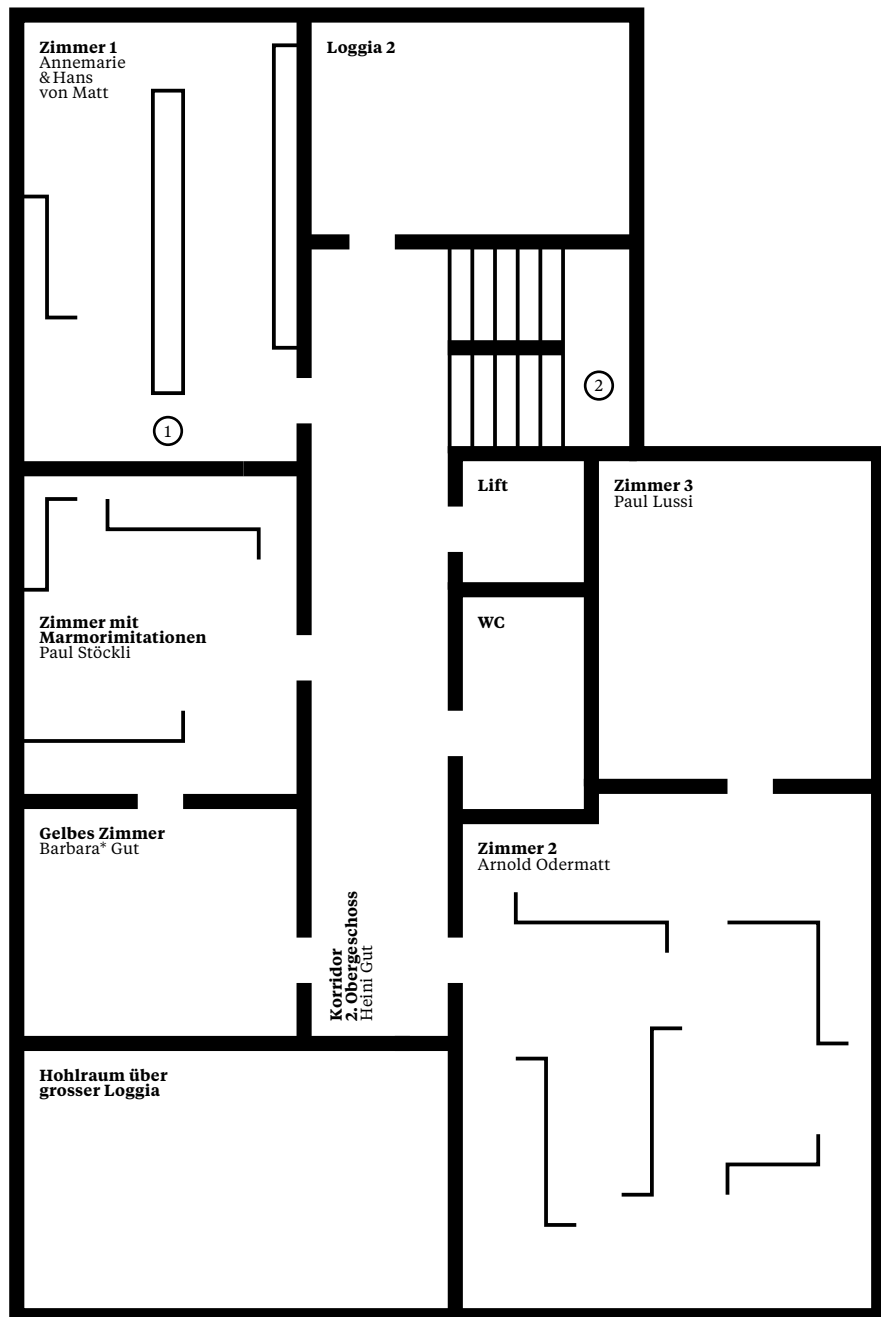 Zimmer 1
Annemarie
& Hans
von Matt
Loggia 2
1
2
Lift
Zimmer 3
Paul Lussi
Zimmer mit
Marmorimitationen
Paul Stöckli
WC
Gelbes Zimmer
Barbara* Gut
Zimmer 2
Arnold Odermatt
Korridor
2. Obergeschoss
Heini Gut
Hohlraum über
grosser Loggia